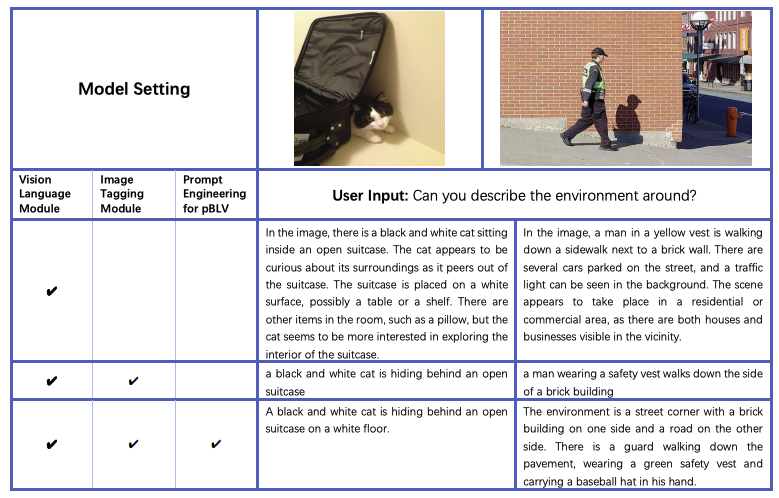 Model Setting
Vision
Language
Module
Image
Tagging
Module
Prompt
Engineering
for pBLV
User Input: Can you describe the environment around?
✔
In the image, there is a black and white cat sitting
inside an open suitcase. The cat appears to be
curious about its surroundings as it peers out of
the suitcase. The suitcase is placed on a white
surface, possibly a table or a shelf. There are
other items in the room, such as a pillow, but the
cat seems to be more interested in exploring the
interior of the suitcase.
In the image, a man in a yellow vest is walking
down a sidewalk next to a brick wall. There are
several cars parked on the street, and a traffic
light can be seen in the background. The scene
appears to take place in a residential or
commercial area, as there are both houses and
businesses visible in the vicinity.
✔ ✔
a black and white cat is hiding behind an open
suitcase
a man wearing a safety vest walks down the side
of a brick building
✔ ✔ ✔
A black and white cat is hiding behind an open
suitcase on a white floor.
The environment is a street corner with a brick
building on one side and a road on the other
side. There is a guard walking down the
pavement, wearing a green safety vest and
carrying a baseball hat in his hand.